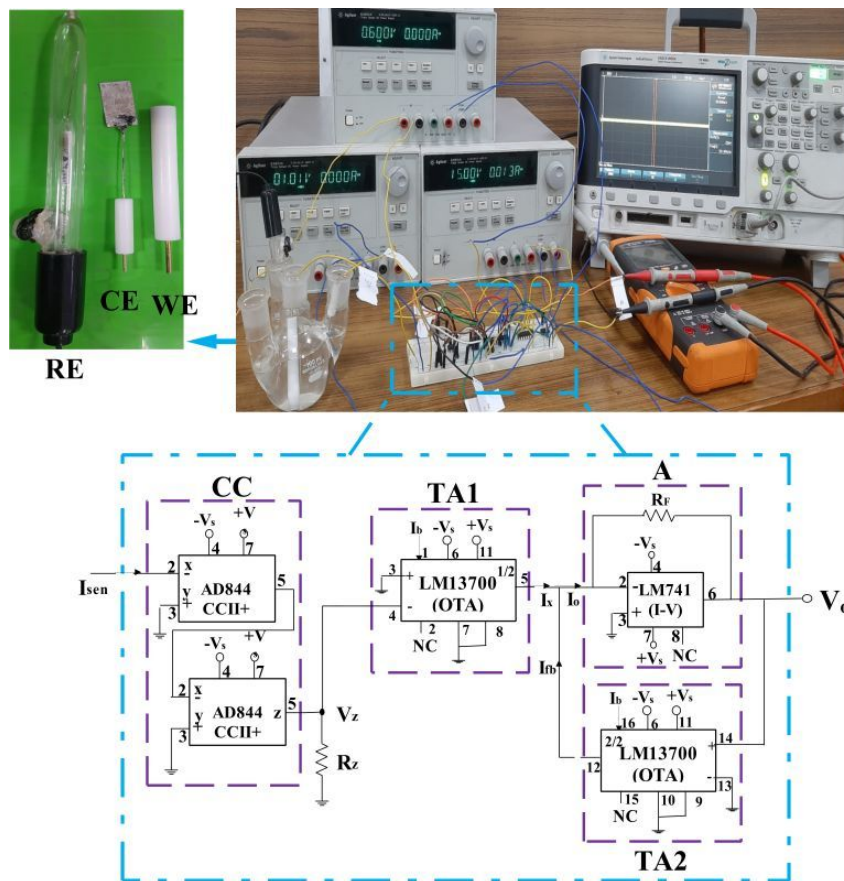 Agilent
0.600V 0.000A
Agilent
01.01V 0.000A
Agilent
15.00V 0.013A
RE
CE
WE
CC
-Vs
+V
4
7
Isen
2
x
-
AD844
CCII+
5
y
+
3
-Vs
+V
4
7
2
x
-
AD844
CCII+
z
5
y
+
3
Vz
Rz
TA1
Ib
-Vs
+Vs
1
6
11
3
+
1/2
5
LM13700
(OTA)
4
-
2
7
8
NC
Ix
Io
Ifb
A
RF
-Vs
4
2
-
LM741
(I-V)
6
3
+
7
8
+Vs
NC
Vo
Ib
-Vs
+Vs
16
6
11
2/2
+
14
12
LM13700
(OTA)
-
13
15
10
9
NC
TA2